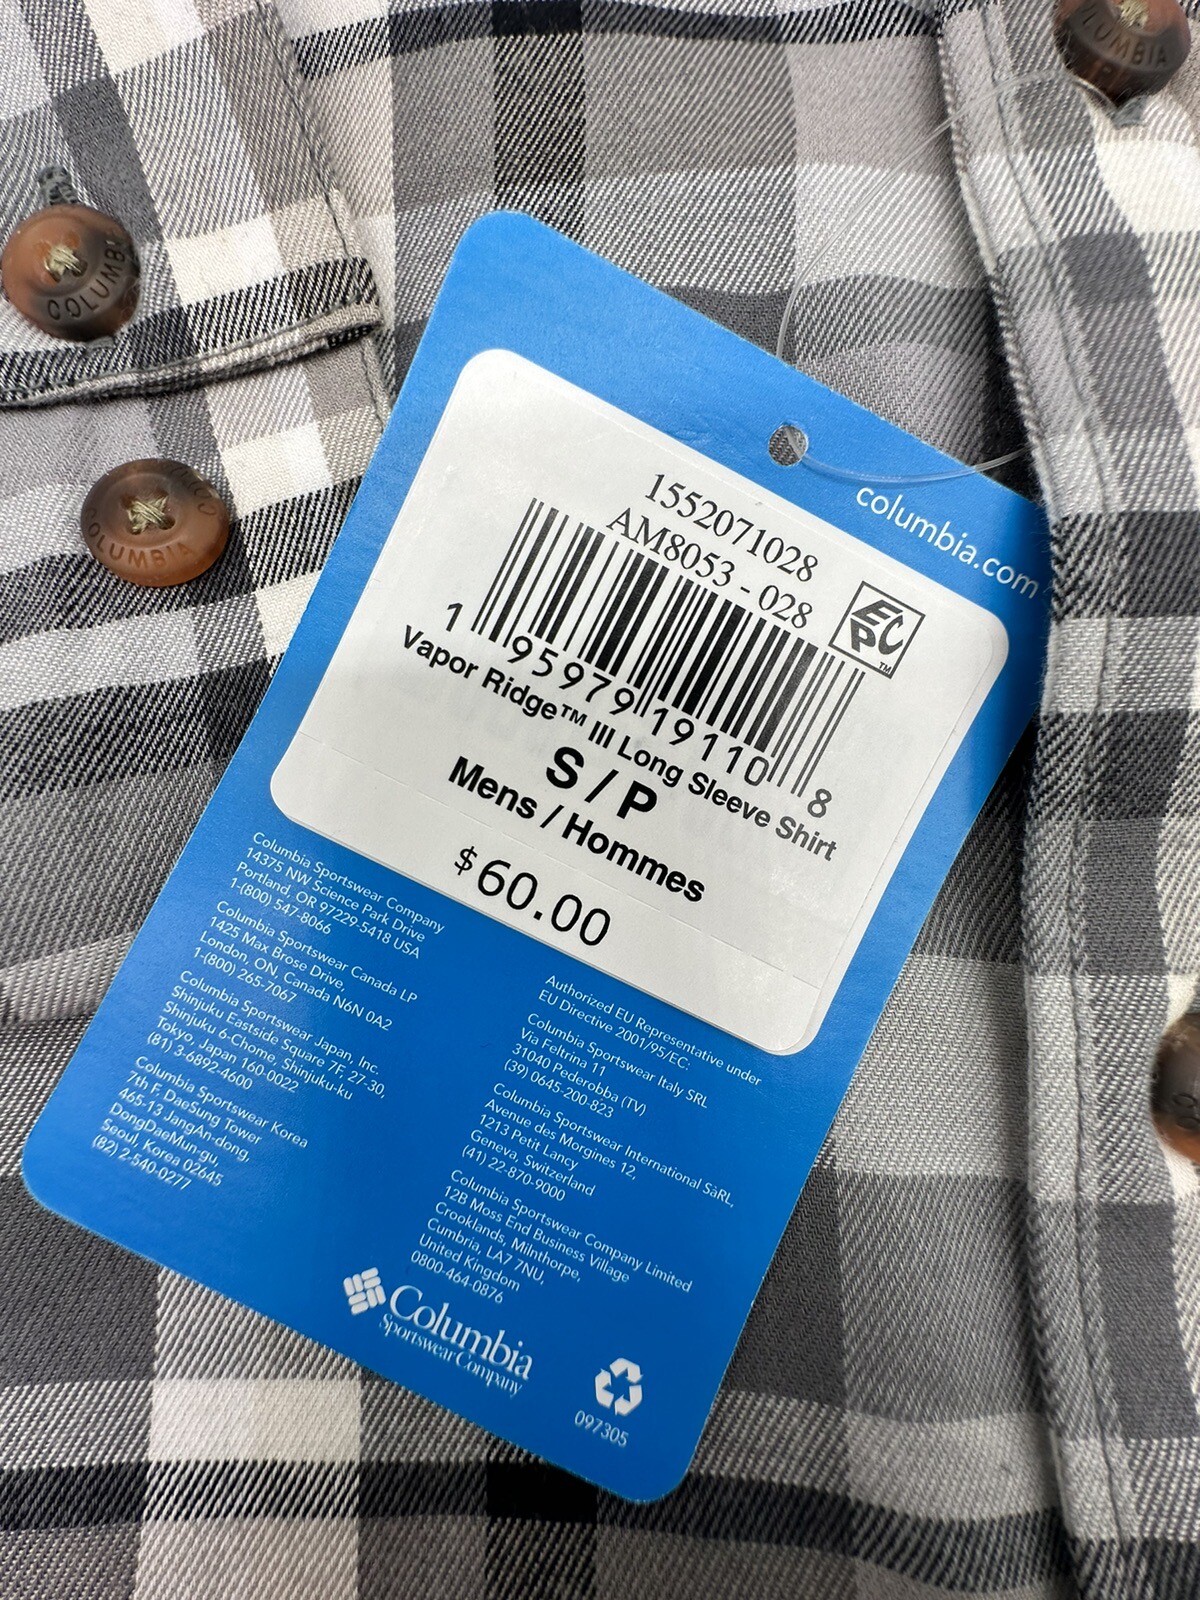 COLUMBIA
COLUMBIA
COLUMBIA
columbia.com
1552071028
AM8053 - 028
EPC
TM
1 95979 19110 8
Vapor Ridge™ III Long Sleeve Shirt
S / P
Mens / Hommes
$60.00
Columbia Sportswear Company
14375 NW Science Park Drive
Portland, OR 97229-5418 USA
1-(800) 547-8066
Columbia Sportswear Canada LP
1425 Max Brose Drive,
London, ON, Canada N6N 0A2
1-(800) 265-7067
Columbia Sportswear Japan, Inc.
Shinjuku Eastside Square 7F, 27-30,
Shinjuku 6-Chome, Shinjuku-ku
Tokyo, Japan 160-0022
(81) 3-6892-4600
Columbia Sportswear Korea
7th F, DaeSung Tower
465-13 JangAn-dong,
DongDaeMun-gu,
Seoul, Korea 02645
(82) 2-540-0277
Authorized EU Representative under
EU Directive 2001/95/EC:
Columbia Sportswear Italy SRL
Via Feltrina 11
31040 Pederobba (TV)
(39) 0645-200-823
Columbia Sportswear International SàRL,
Avenue des Morgines 12,
1213 Petit Lancy
Geneva, Switzerland
(41) 22-870-9000
Columbia Sportswear Company Limited
12B Moss End Business Village
Crooklands, Milnthorpe,
Cumbria, LA7 7NU,
United Kingdom
0800-464-0876
Columbia
Sportswear Company
097305